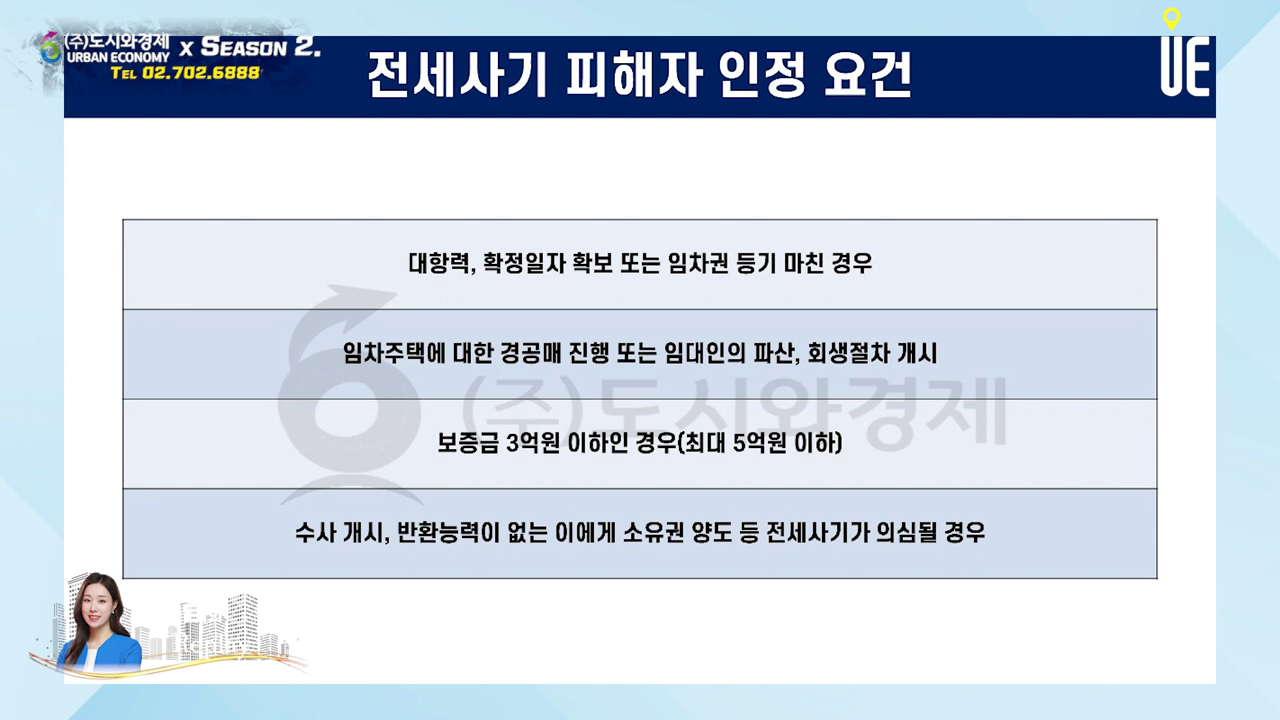 (주)도시와경제
URBAN ECONOMY
X SEASON 2.
TEL 02.702.6888
전세사기 피해자 인정 요건
UE
대항력, 확정일자 확보 또는 임차권 등기 마친 경우
임차주택에 대한 경공매 진행 또는 임대인의 파산, 회생절차 개시
(주)도시와경제
보증금 3억원 이하인 경우(최대 5억원 이하)
수사 개시, 반환능력이 없는 이에게 소유권 양도 등 전세사기가 의심될 경우